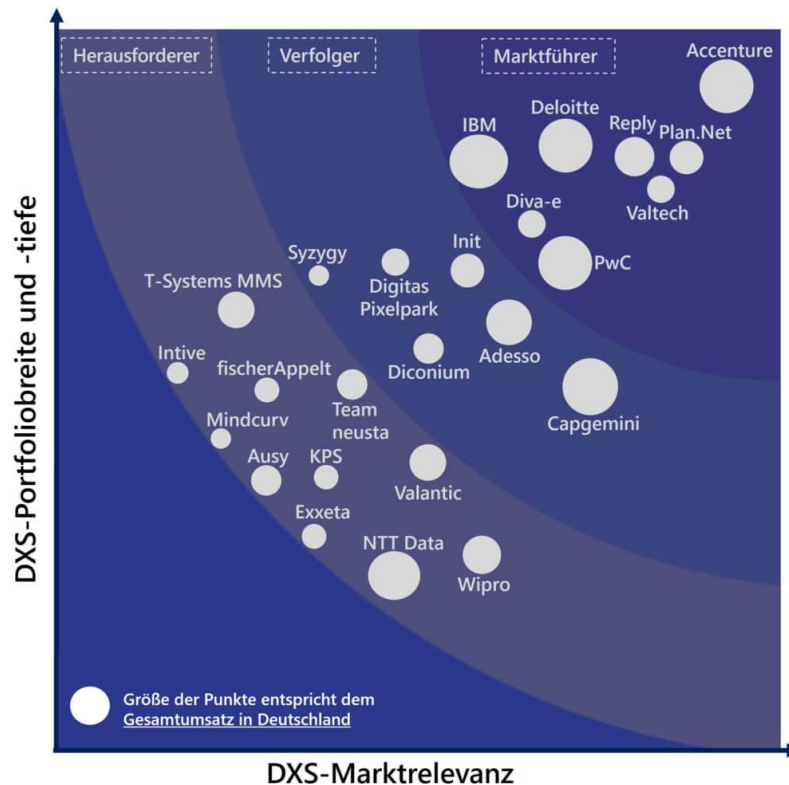 Herausforderer
Verfolger
Marktführer
Accenture
Deloitte
IBM
Reply
Plan.Net
Valtech
Diva-e
Init
PwC
Syzygy
Digitas
Pixelpark
T-Systems MMS
Adesso
Intive
fischerAppelt
Diconium
Team
neusta
Capgemini
Mindcurv
Ausy
KPS
Valantic
Exxeta
NTT Data
Wipro
Größe der Punkte entspricht dem
Gesamtumsatz in Deutschland
DXS-Portfoliobreite und -tiefe
DXS-Marktrelevanz